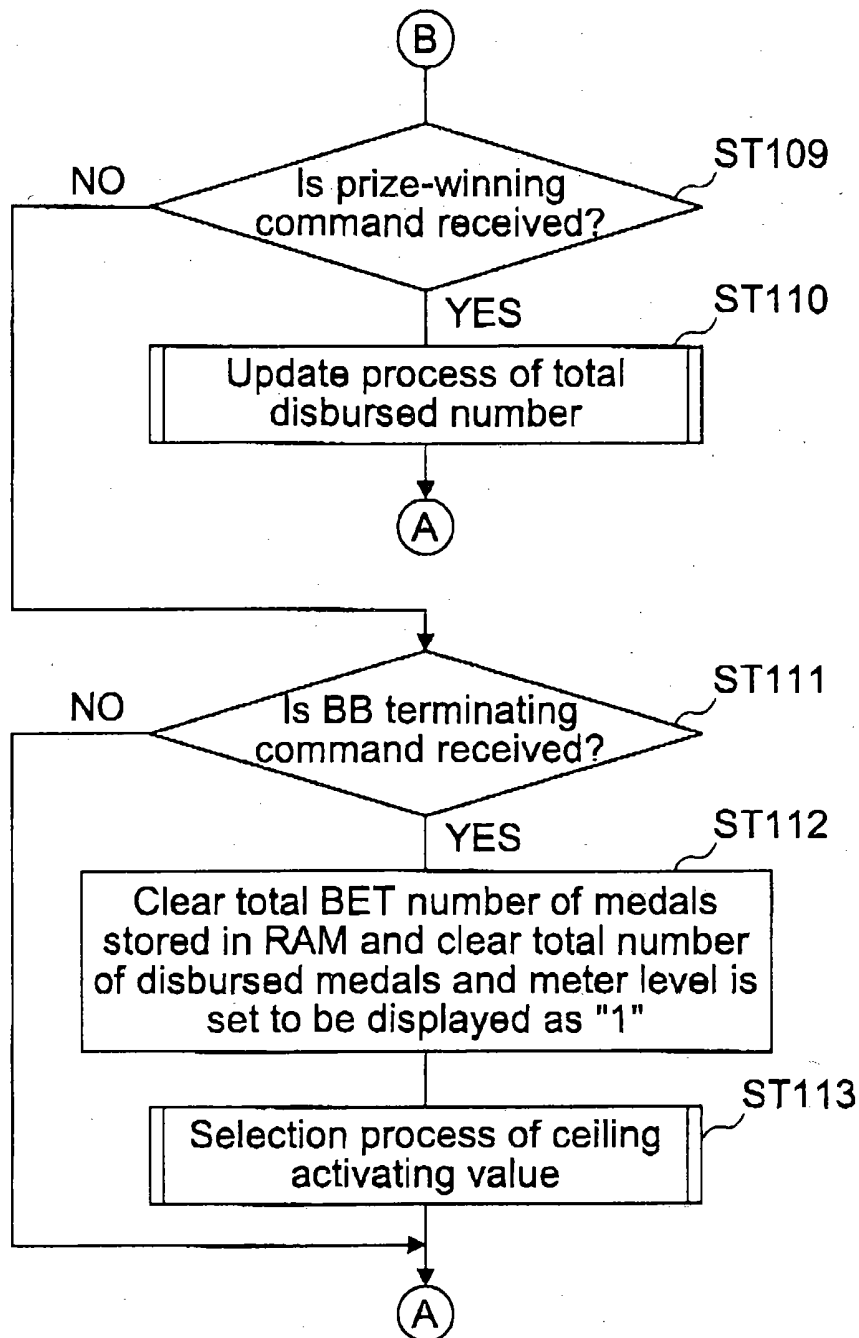 B
ST109
NO
Is prize-winning
command received?
YES
ST110
Update process of total
disbursed number
A
ST111
NO
Is BB terminating
command received?
YES
ST112
Clear total BET number of medals
stored in RAM and clear total number
of disbursed medals and meter level is
set to be displayed as "1"
ST113
Selection process of ceiling
activating value
A